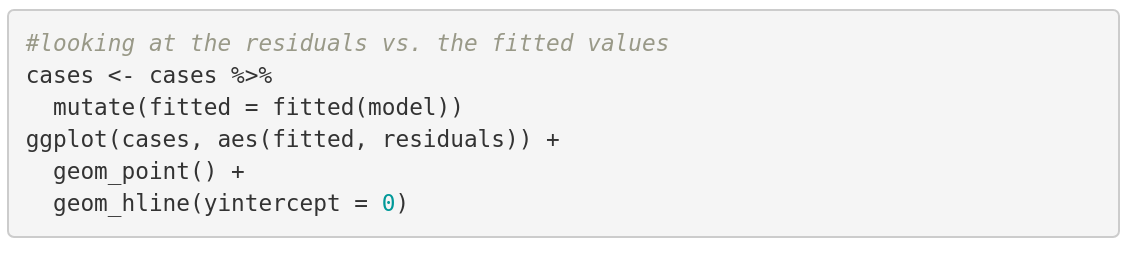 #looking at the residuals vs. the fitted values
cases <- cases %>%
  mutate(fitted = fitted(model))
ggplot(cases, aes(fitted, residuals)) +
  geom_point() +
  geom_hline(yintercept = 0)